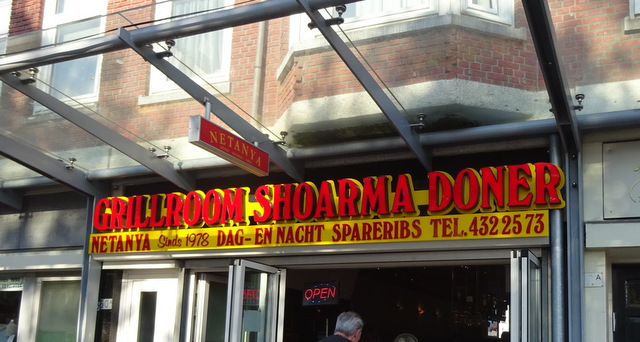 NETANYA
GRILLROOM SHOARMA DONER
NETANYA Sinds 1978 DAG- EN NACHT SPARERIBS TEL. 432 25 73
OPEN
A